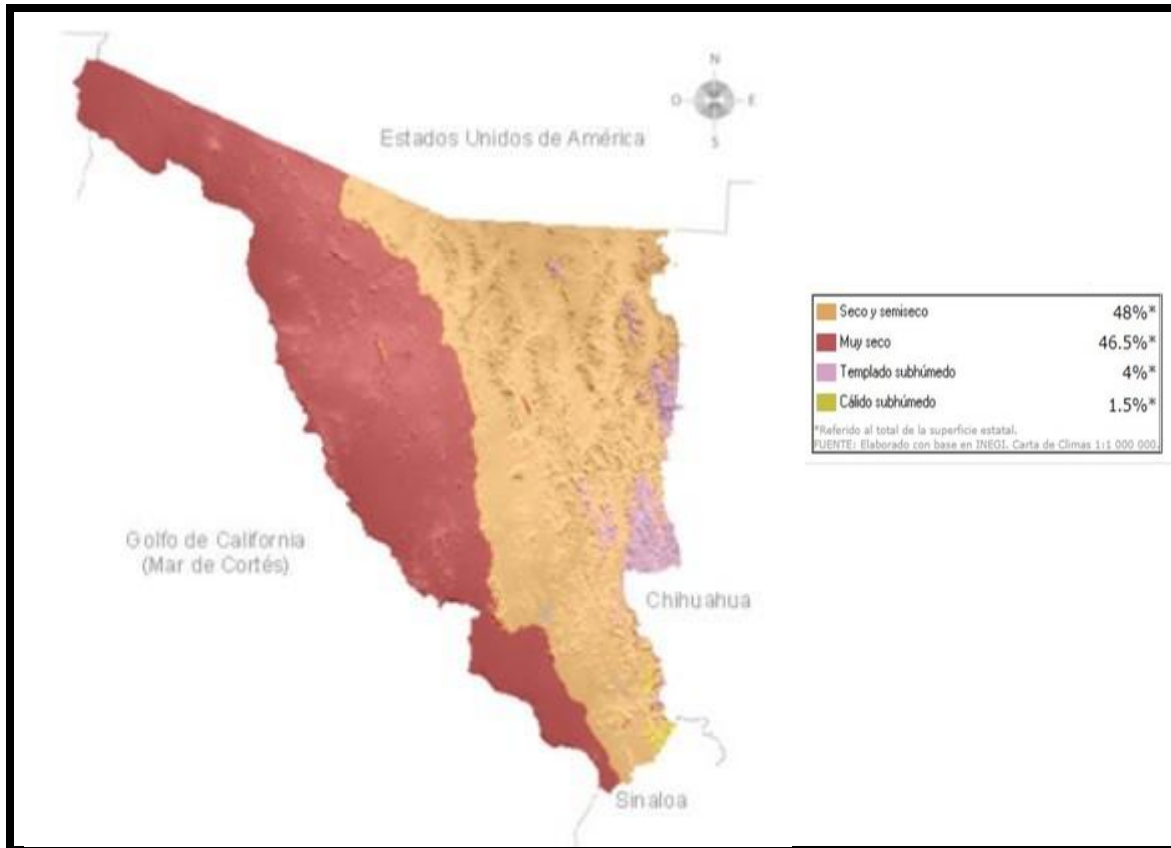 N
O
E
S
Estados Unidos de América
Seco y semiseco 48%*
Muy seco 46.5%*
Templado subhúmedo 4%*
Cálido subhúmedo 1.5%*
*Referido al total de la superficie estatal.
FUENTE: Elaborado con base en INEGI. Carta de Climas 1:1 000 000.
Golfo de California
(Mar de Cortés)
Chihuahua
Sinaloa